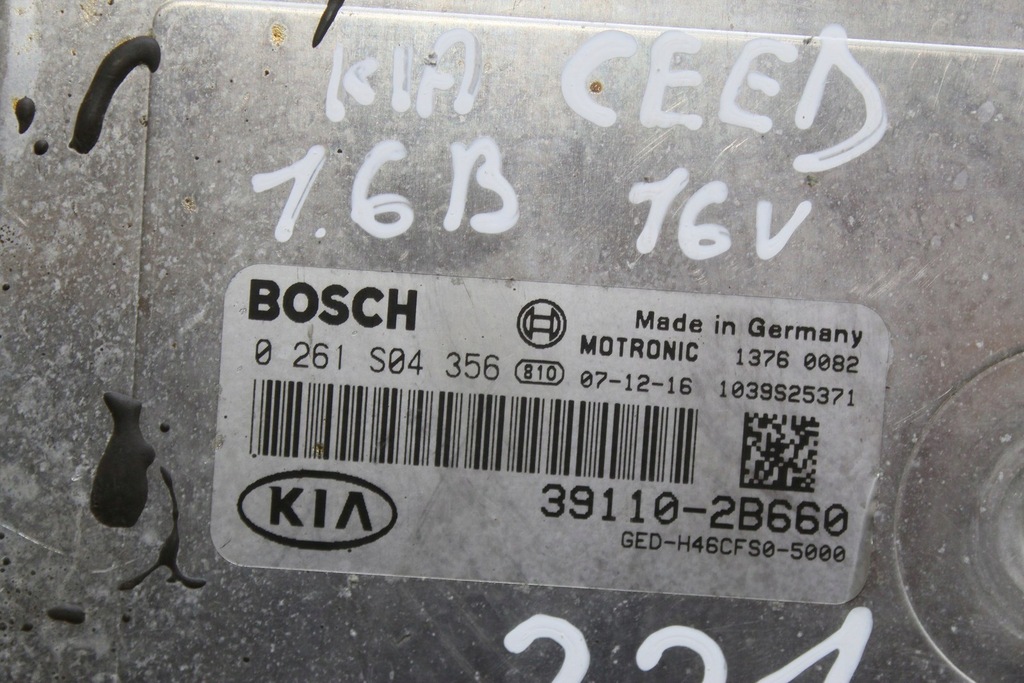 KIA CEED
1.6B 16V
BOSCH
Made in Germany
0 261 S04 356 810 MOTRONIC 1376 0082
07-12-16 1039S25371
KIA
39110-2B660
GED-H46CFS0-5000